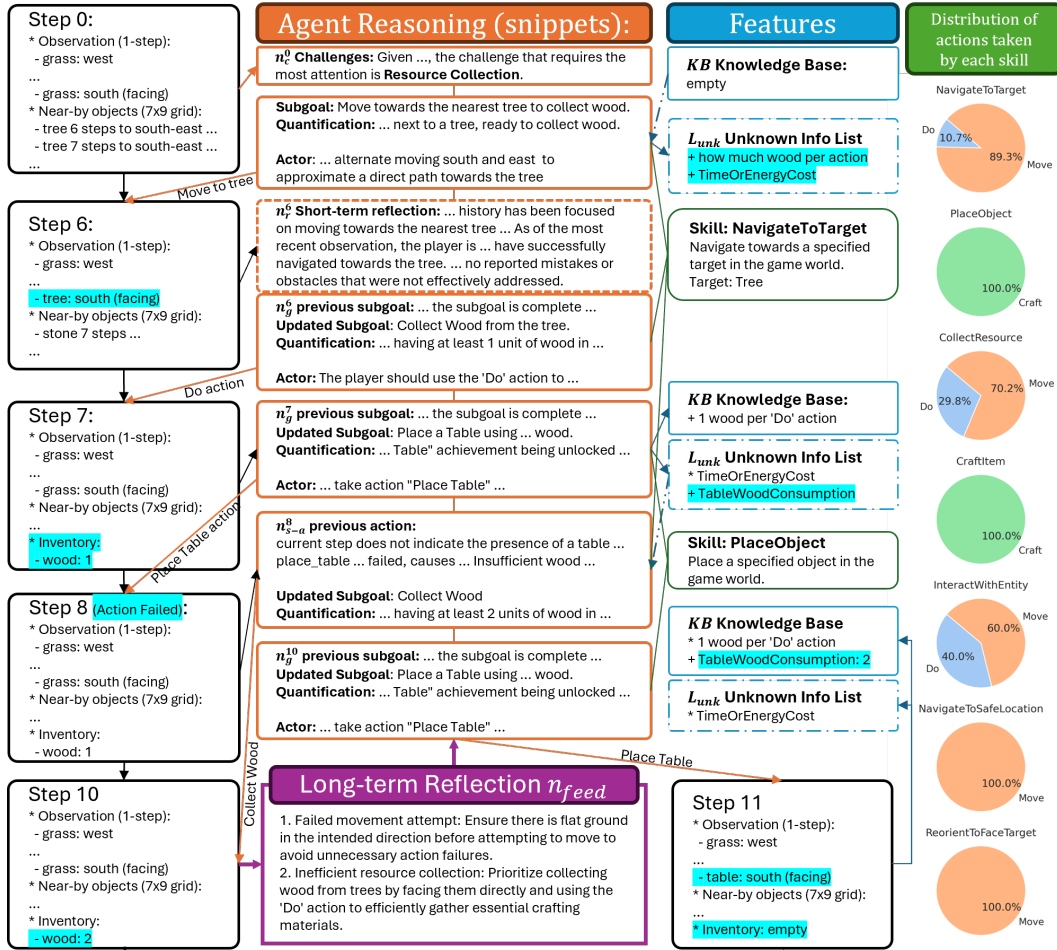 Step 0:
* Observation (1-step):
- grass: west
...
- grass: south (facing)
* Near-by objects (7x9 grid):
- tree 6 steps to south-east ...
- tree 7 steps to south-east ...
...
Move to tree
Step 6:
* Observation (1-step):
- grass: west
...
- tree: south (facing)
* Near-by objects (7x9 grid):
- stone 7 steps ...
...
Do action
Step 7:
* Observation (1-step):
- grass: west
...
- grass: south (facing)
* Near-by objects (7x9 grid):
...
* Inventory:
- wood: 1
Place Table action
Step 8 (Action Failed):
* Observation (1-step):
- grass: west
...
- grass: south (facing)
* Near-by objects (7x9 grid):
...
* Inventory:
- wood: 1
Collect Wood
Step 10
* Observation (1-step):
- grass: west
...
- grass: south (facing)
* Near-by objects (7x9 grid):
...
* Inventory:
- wood: 2
Agent Reasoning (snippets):
n_c^0 Challenges: Given ..., the challenge that requires the most attention is Resource Collection.
Subgoal: Move towards the nearest tree to collect wood.
Quantification: ... next to a tree, ready to collect wood.
Actor: ... alternate moving south and east to
approximate a direct path towards the tree
n_r^6 Short-term reflection: ... history has been focused
on moving towards the nearest tree ... As of the most
recent observation, the player is ... have successfully
navigated towards the tree. ... no reported mistakes or
obstacles that were not effectively addressed.
n_g^6 previous subgoal: ... the subgoal is complete ...
Updated Subgoal: Collect Wood from the tree.
Quantification: ... having at least 1 unit of wood in ...
Actor: The player should use the 'Do' action to ...
n_g^7 previous subgoal: ... the subgoal is complete ...
Updated Subgoal: Place a Table using ... wood.
Quantification: ... Table" achievement being unlocked ...
Actor: ... take action "Place Table" ...
n_{s-a}^8 previous action:
current step does not indicate the presence of a table ...
place_table ... failed, causes ... Insufficient wood ...
Updated Subgoal: Collect Wood
Quantification: ... having at least 2 units of wood in ...
n_g^10 previous subgoal: ... the subgoal is complete ...
Updated Subgoal: Place a Table using ... wood.
Quantification: ... Table" achievement being unlocked ...
Actor: ... take action "Place Table" ...
Place Table
Long-term Reflection n_feed
1. Failed movement attempt: Ensure there is flat ground
in the intended direction before attempting to move to
avoid unnecessary action failures.
2. Inefficient resource collection: Prioritize collecting
wood from trees by facing them directly and using the
'Do' action to efficiently gather essential crafting
materials.
Features
KB Knowledge Base:
empty
L_unk Unknown Info List
+ how much wood per action
+ TimeOrEnergyCost
Skill: NavigateToTarget
Navigate towards a specified
target in the game world.
Target: Tree
KB Knowledge Base:
+ 1 wood per 'Do' action
L_unk Unknown Info List
* TimeOrEnergyCost
+ TableWoodConsumption
Skill: PlaceObject
Place a specified object in the
game world.
KB Knowledge Base
* 1 wood per 'Do' action
+ TableWoodConsumption: 2
L_unk Unknown Info List
* TimeOrEnergyCost
Step 11
* Observation (1-step):
- grass: west
...
- table: south (facing)
* Near-by objects (7x9 grid):
...
* Inventory: empty
Distribution of
actions taken
by each skill
NavigateToTarget
Do
10.7%
89.3%
Move
PlaceObject
100.0%
Craft
CollectResource
70.2%
Move
29.8%
Do
CraftItem
100.0%
Craft
InteractWithEntity
60.0%
Move
40.0%
Do
NavigateToSafeLocation
100.0%
Move
ReorientToFaceTarget
100.0%
Move